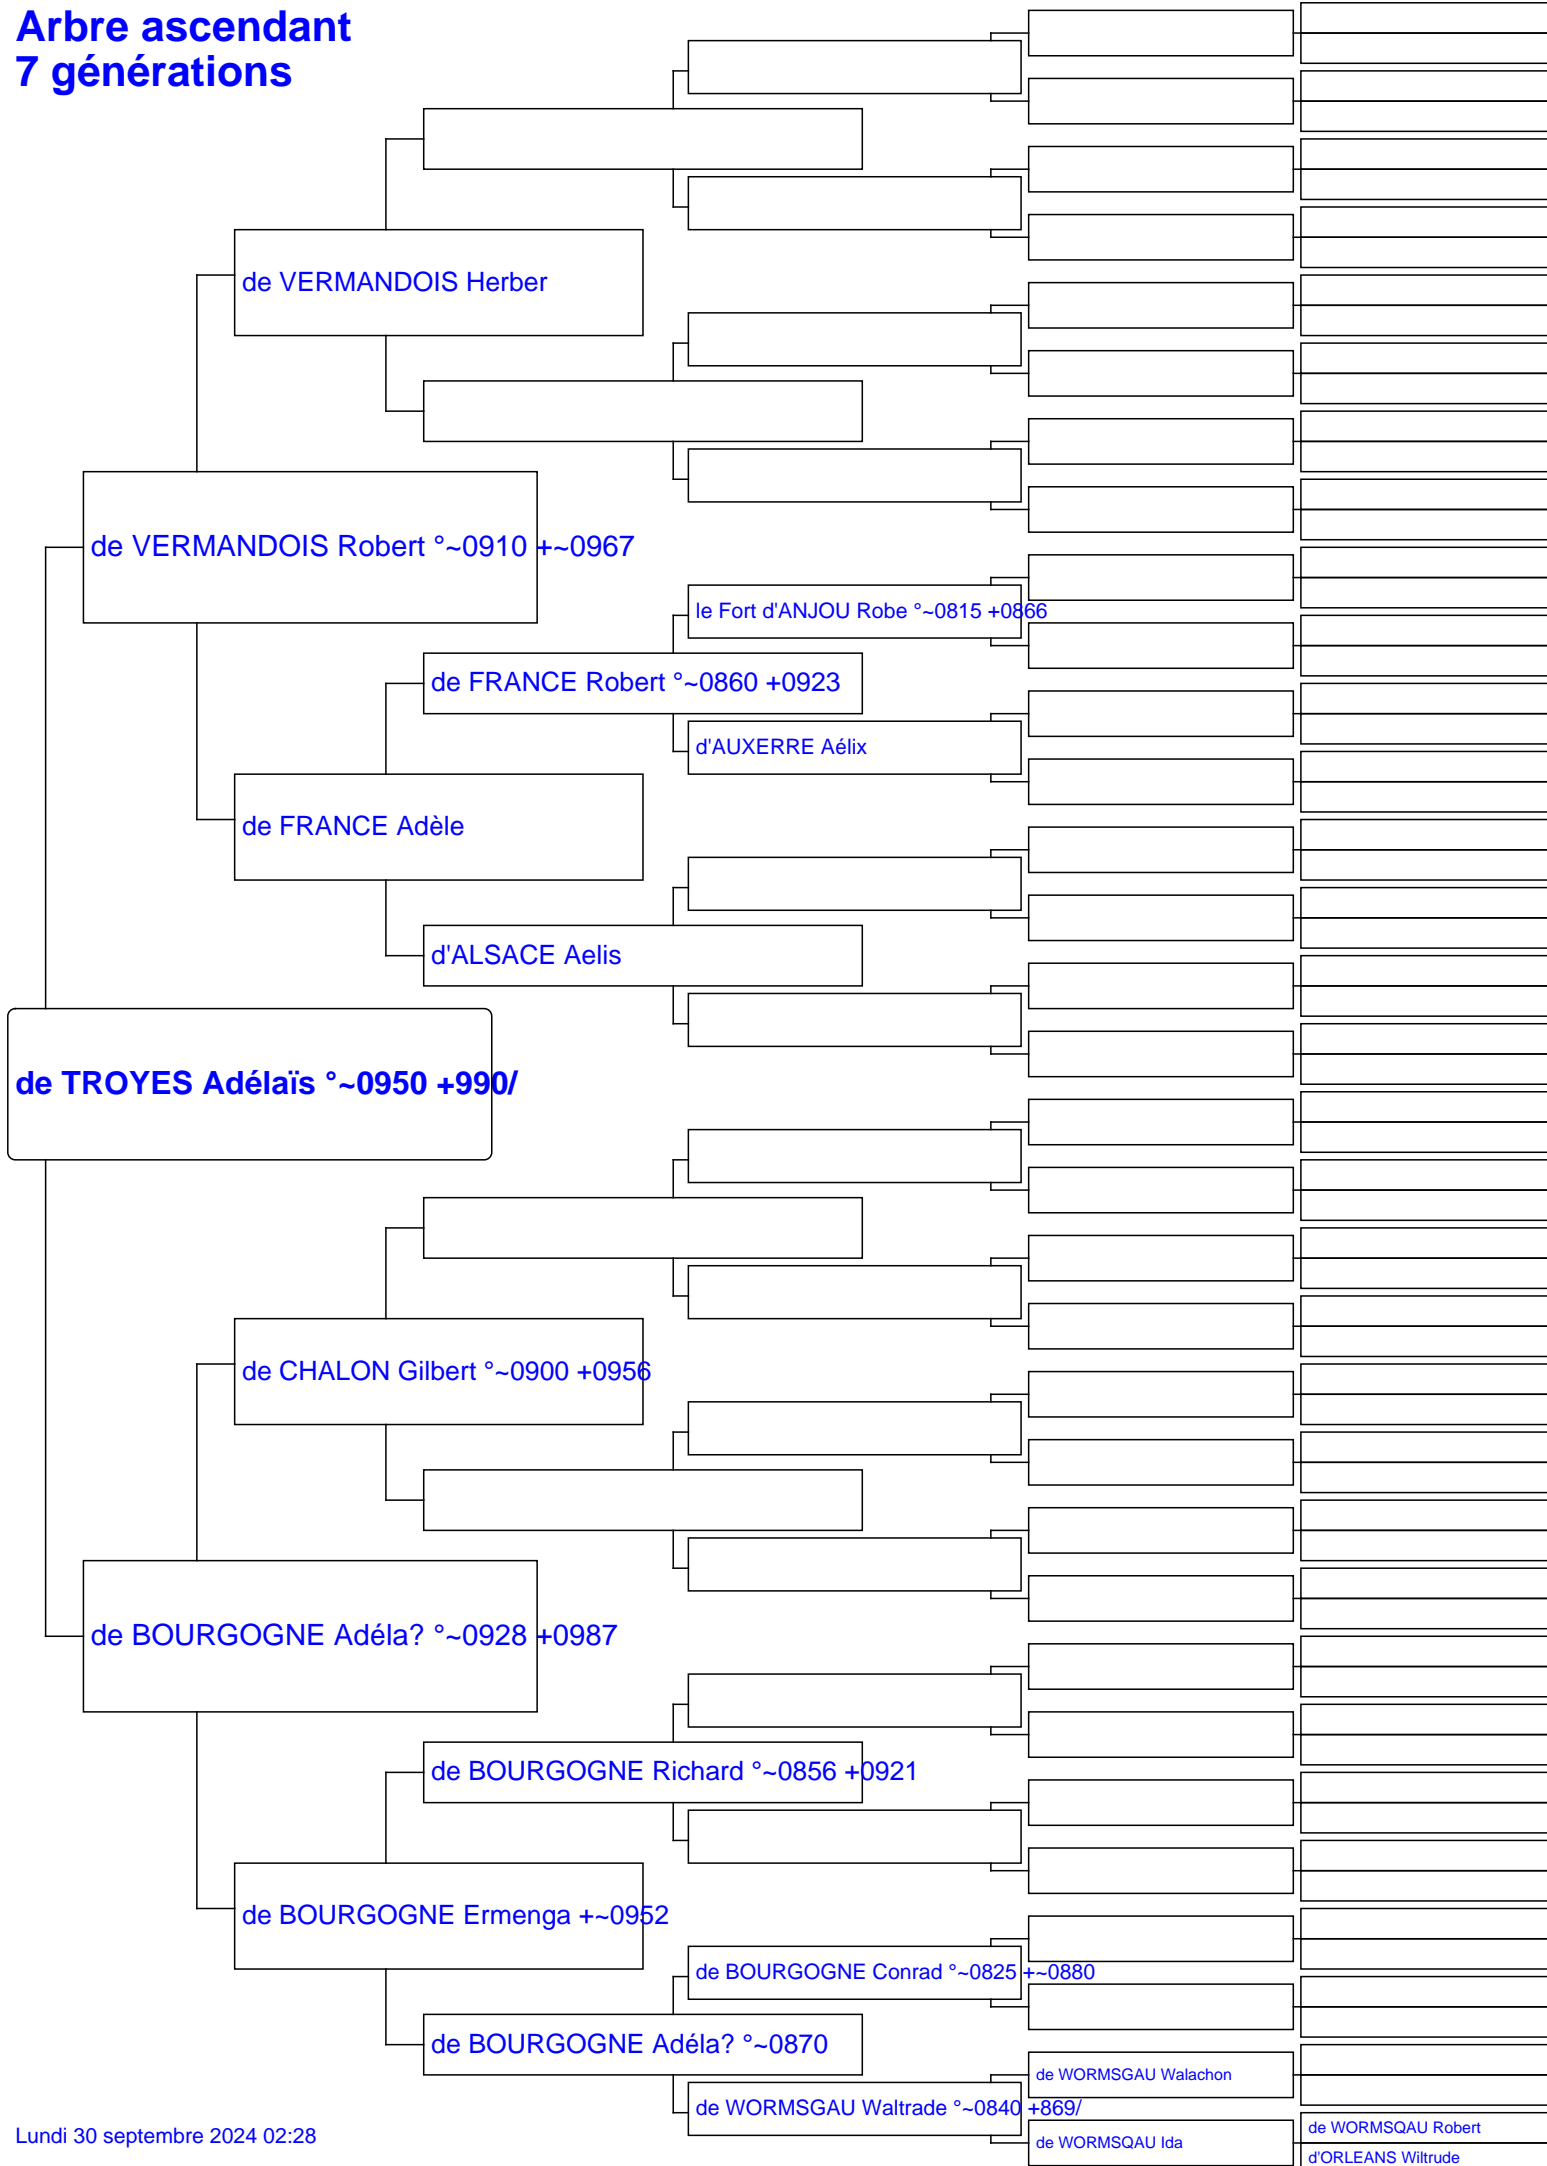 Arbre ascendant
7 générations
de VERMANDOIS Herber
de VERMANDOIS Robert °~0910 +~0967
le Fort d'ANJOU Robe °~0815 +0866
de FRANCE Robert °~0860 +0923
d'AUXERRE Aélix
de FRANCE Adèle
d'ALSACE Aelis
de TROYES Adélaïs °~0950 +990/
de CHALON Gilbert °~0900 +0956
de BOURGOGNE Adéla? °~0928 +0987
de BOURGOGNE Richard °~0856 +0921
de BOURGOGNE Ermenga +~0952
de BOURGOGNE Conrad °~0825 +~0880
de BOURGOGNE Adéla? °~0870
de WORMSGAU Walachon
de WORMSGAU Waltrade °~0840 +869/
de WORMSQAU Ida
de WORMSQAU Robert
d'ORLEANS Wiltrude
Lundi 30 septembre 2024 02:28